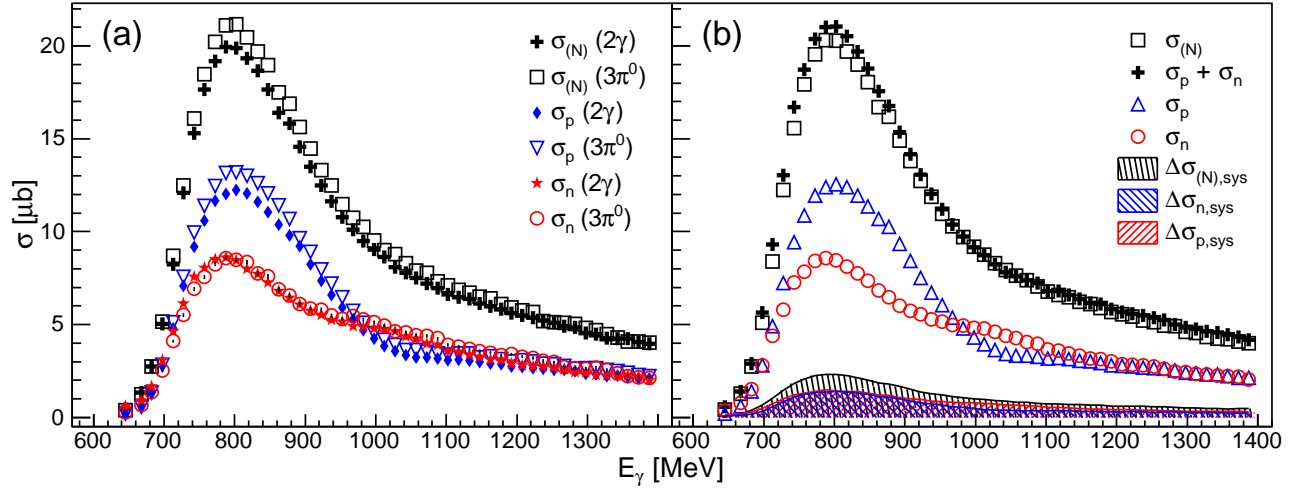 (a)
σ(N) (2γ)
σ(N) (3π⁰)
σp (2γ)
σp (3π⁰)
σn (2γ)
σn (3π⁰)
(b)
σ(N)
σp + σn
σp
σn
Δσ(N),sys
Δσn,sys
Δσp,sys
σ [μb]
20
15
10
5
0
600 700 800 900 1000 1100 1200 1300
600 700 800 900 1000 1100 1200 1300 1400
Eγ [MeV]